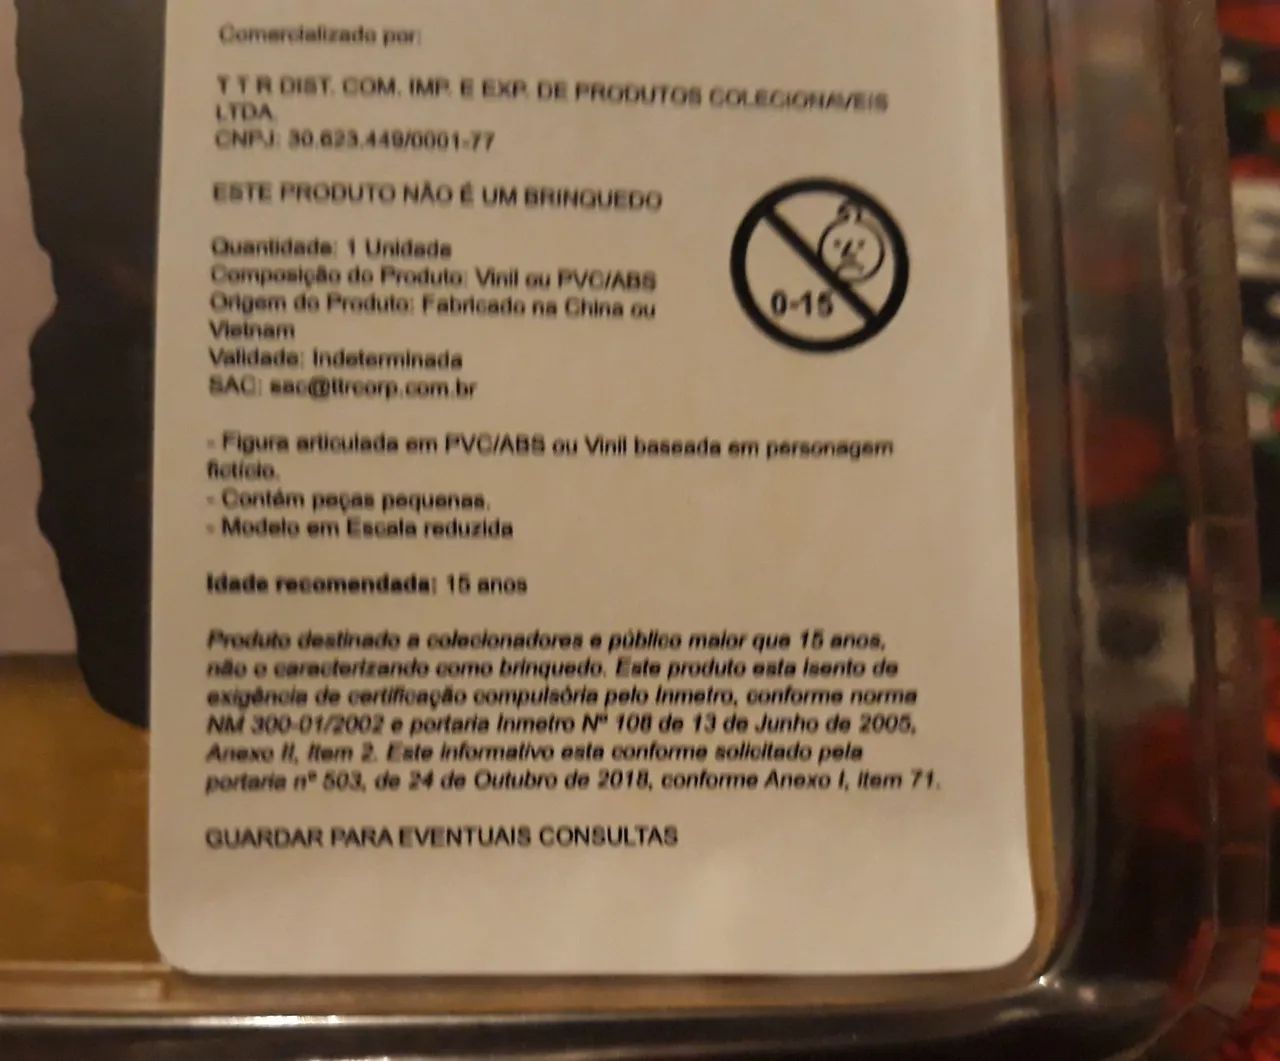 Comercializado por:
T T R DIST. COM. IMP. E EXP. DE PRODUTOS COLECIONAVEIS
LTDA
CNPJ: 30.623.449/0001-77
ESTE PRODUTO NÃO É UM BRINQUEDO
Quantidade: 1 Unidade
Composição do Produto: Vinil ou PVC/ABS
Origem do Produto: Fabricado na China ou
Vietnam
Validade: Indeterminada
SAC: sac@ttrcorp.com.br
0-15
- Figura articulada em PVC/ABS ou Vinil baseada em personagem
fictício.
- Contém peças pequenas.
- Modelo em Escala reduzida
Idade recomendada: 15 anos
Produto destinado a colecionadores e público maior que 15 anos,
não o caracterizando como brinquedo. Este produto esta isento de
exigência de certificação compulsória pelo Inmetro, conforme norma
NM 300-01/2002 e portaria Inmetro Nº 108 de 13 de Junho de 2005,
Anexo II, Item 2. Este informativo esta conforme solicitado pela
portaria nº 503, de 24 de Outubro de 2018, conforme Anexo I, item 71.
GUARDAR PARA EVENTUAIS CONSULTAS